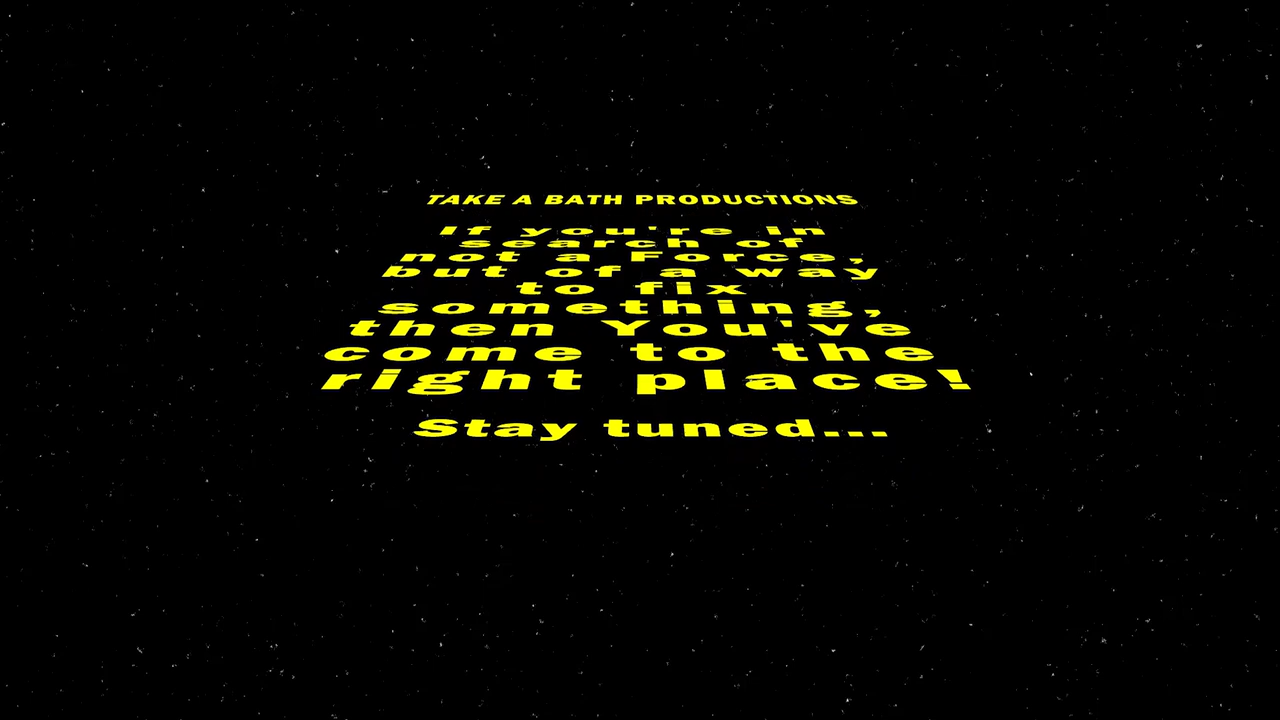 TAKE A BATH PRODUCTIONS
If you're in
search of
not a Force,
but of a way
to fix
something,
then You've
come to the
right place!
Stay tuned...